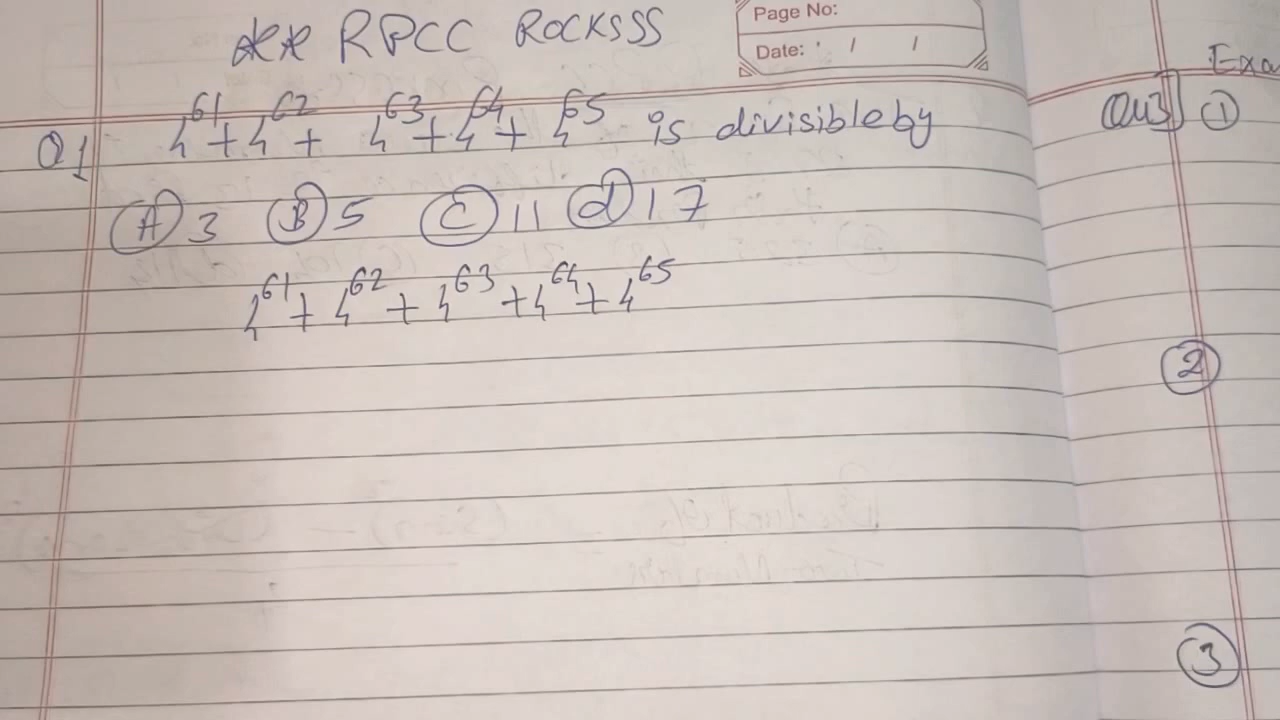 RPCC ROCKSSS
Page No:
Date: / /
Q1 4^61 + 4^62 + 4^63 + 4^64 + 4^65 is divisible by
(A) 3 (B) 5 (C) 11 (d) 17
4^61 + 4^62 + 4^63 + 4^64 + 4^65
Exa
Qu3] (1)
(2)
(3)